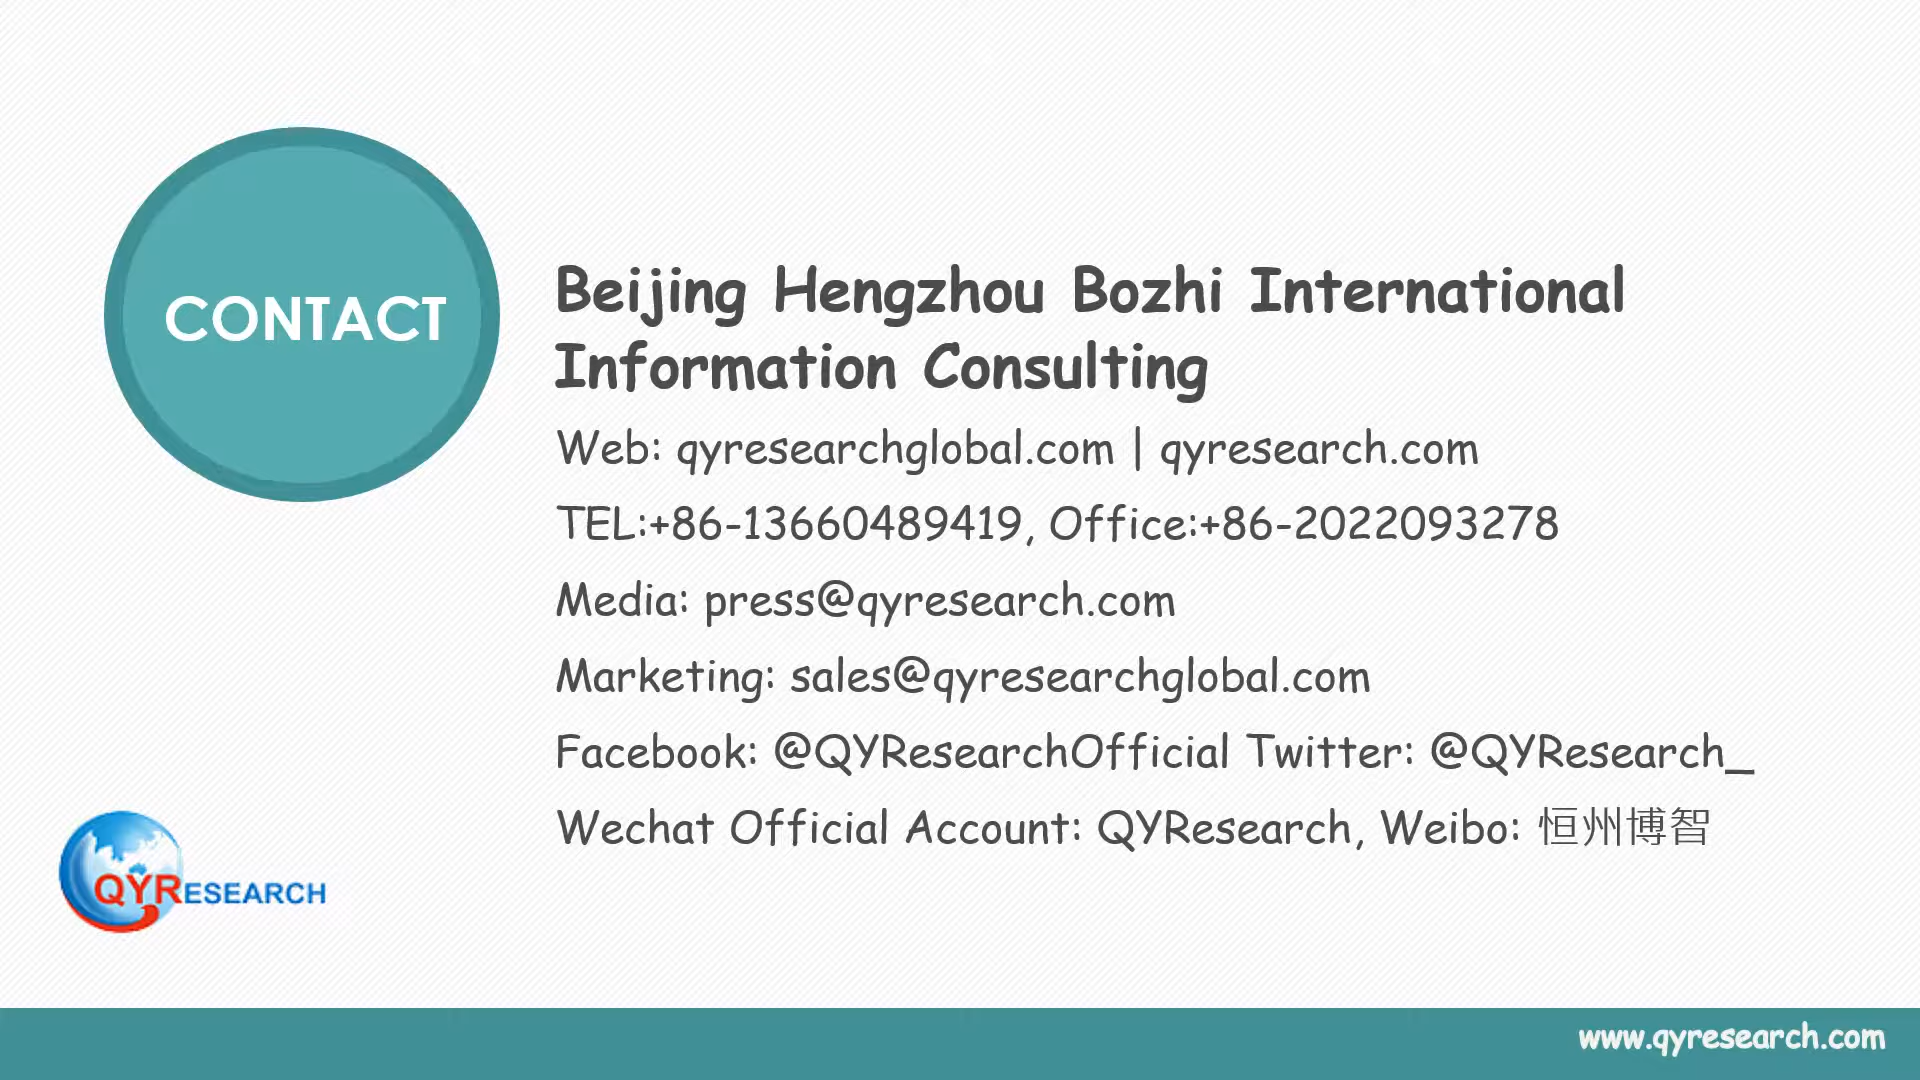 CONTACT
Beijing Hengzhou Bozhi International
Information Consulting
Web: qyresearchglobal.com | qyresearch.com
TEL:+86-13660489419, Office:+86-2022093278
Media: press@qyresearch.com
Marketing: sales@qyresearchglobal.com
Facebook: @QYResearchOfficial Twitter: @QYResearch_
Wechat Official Account: QYResearch, Weibo: 恒州博智
QYRESEARCH
www.qyresearch.com